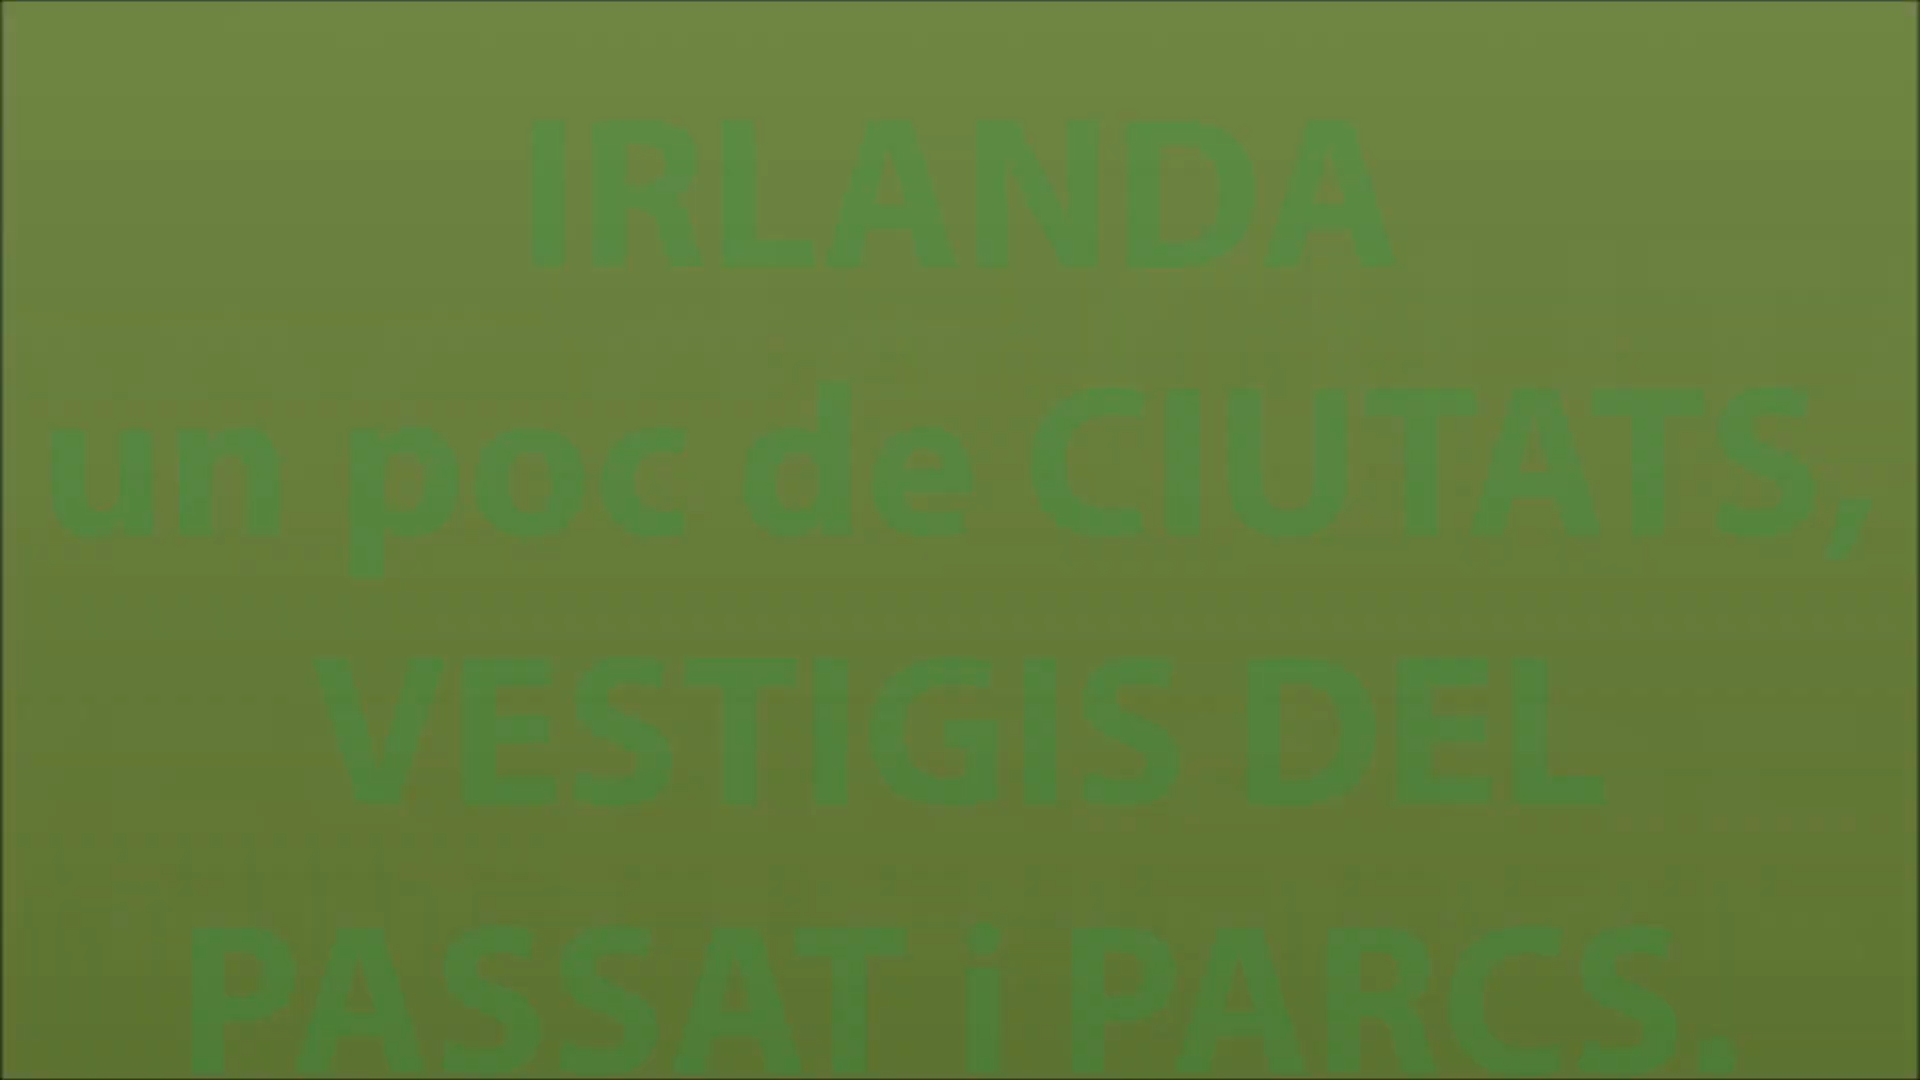 IRLANDA
un poc de CIUTATS,
VESTIGIS DEL
PASSAT i PARCS.